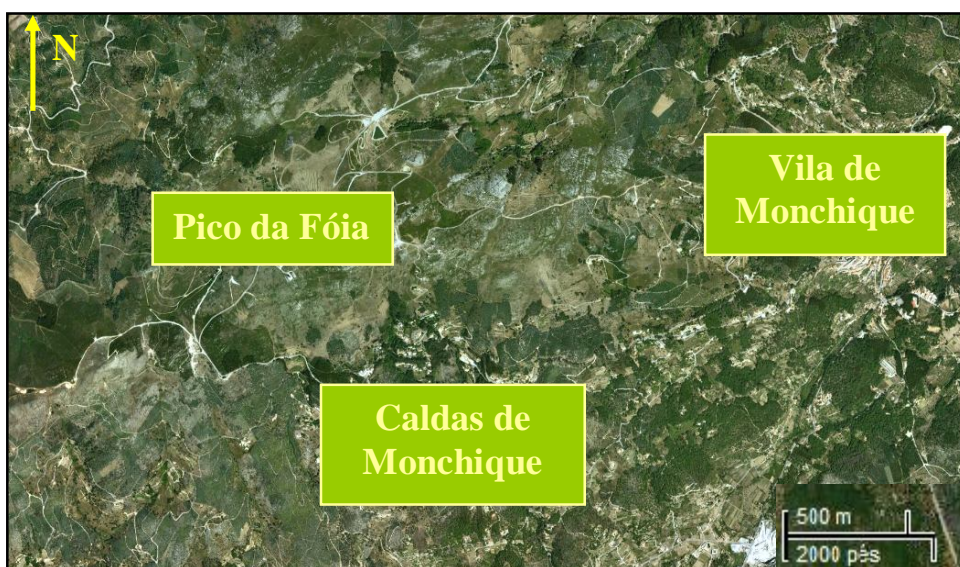 N
Vila de
Monchique
Pico da Fóia
Caldas de
Monchique
500 m
2000 pés